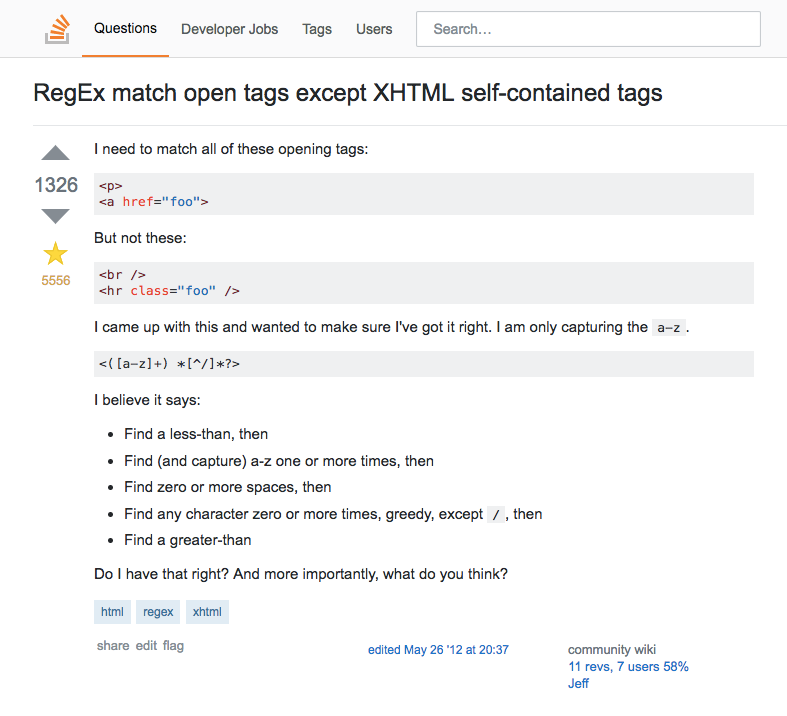 Questions Developer Jobs Tags Users Search...
RegEx match open tags except XHTML self-contained tags
I need to match all of these opening tags:
1326
<p>
<a href="foo">
But not these:
5556
<br />
<hr class="foo" />
I came up with this and wanted to make sure I've got it right. I am only capturing the a-z .
<([a-z]+) *[^/]*?>
I believe it says:
• Find a less-than, then
• Find (and capture) a-z one or more times, then
• Find zero or more spaces, then
• Find any character zero or more times, greedy, except / , then
• Find a greater-than
Do I have that right? And more importantly, what do you think?
html regex xhtml
share edit flag
edited May 26 '12 at 20:37
community wiki
11 revs, 7 users 58%
Jeff